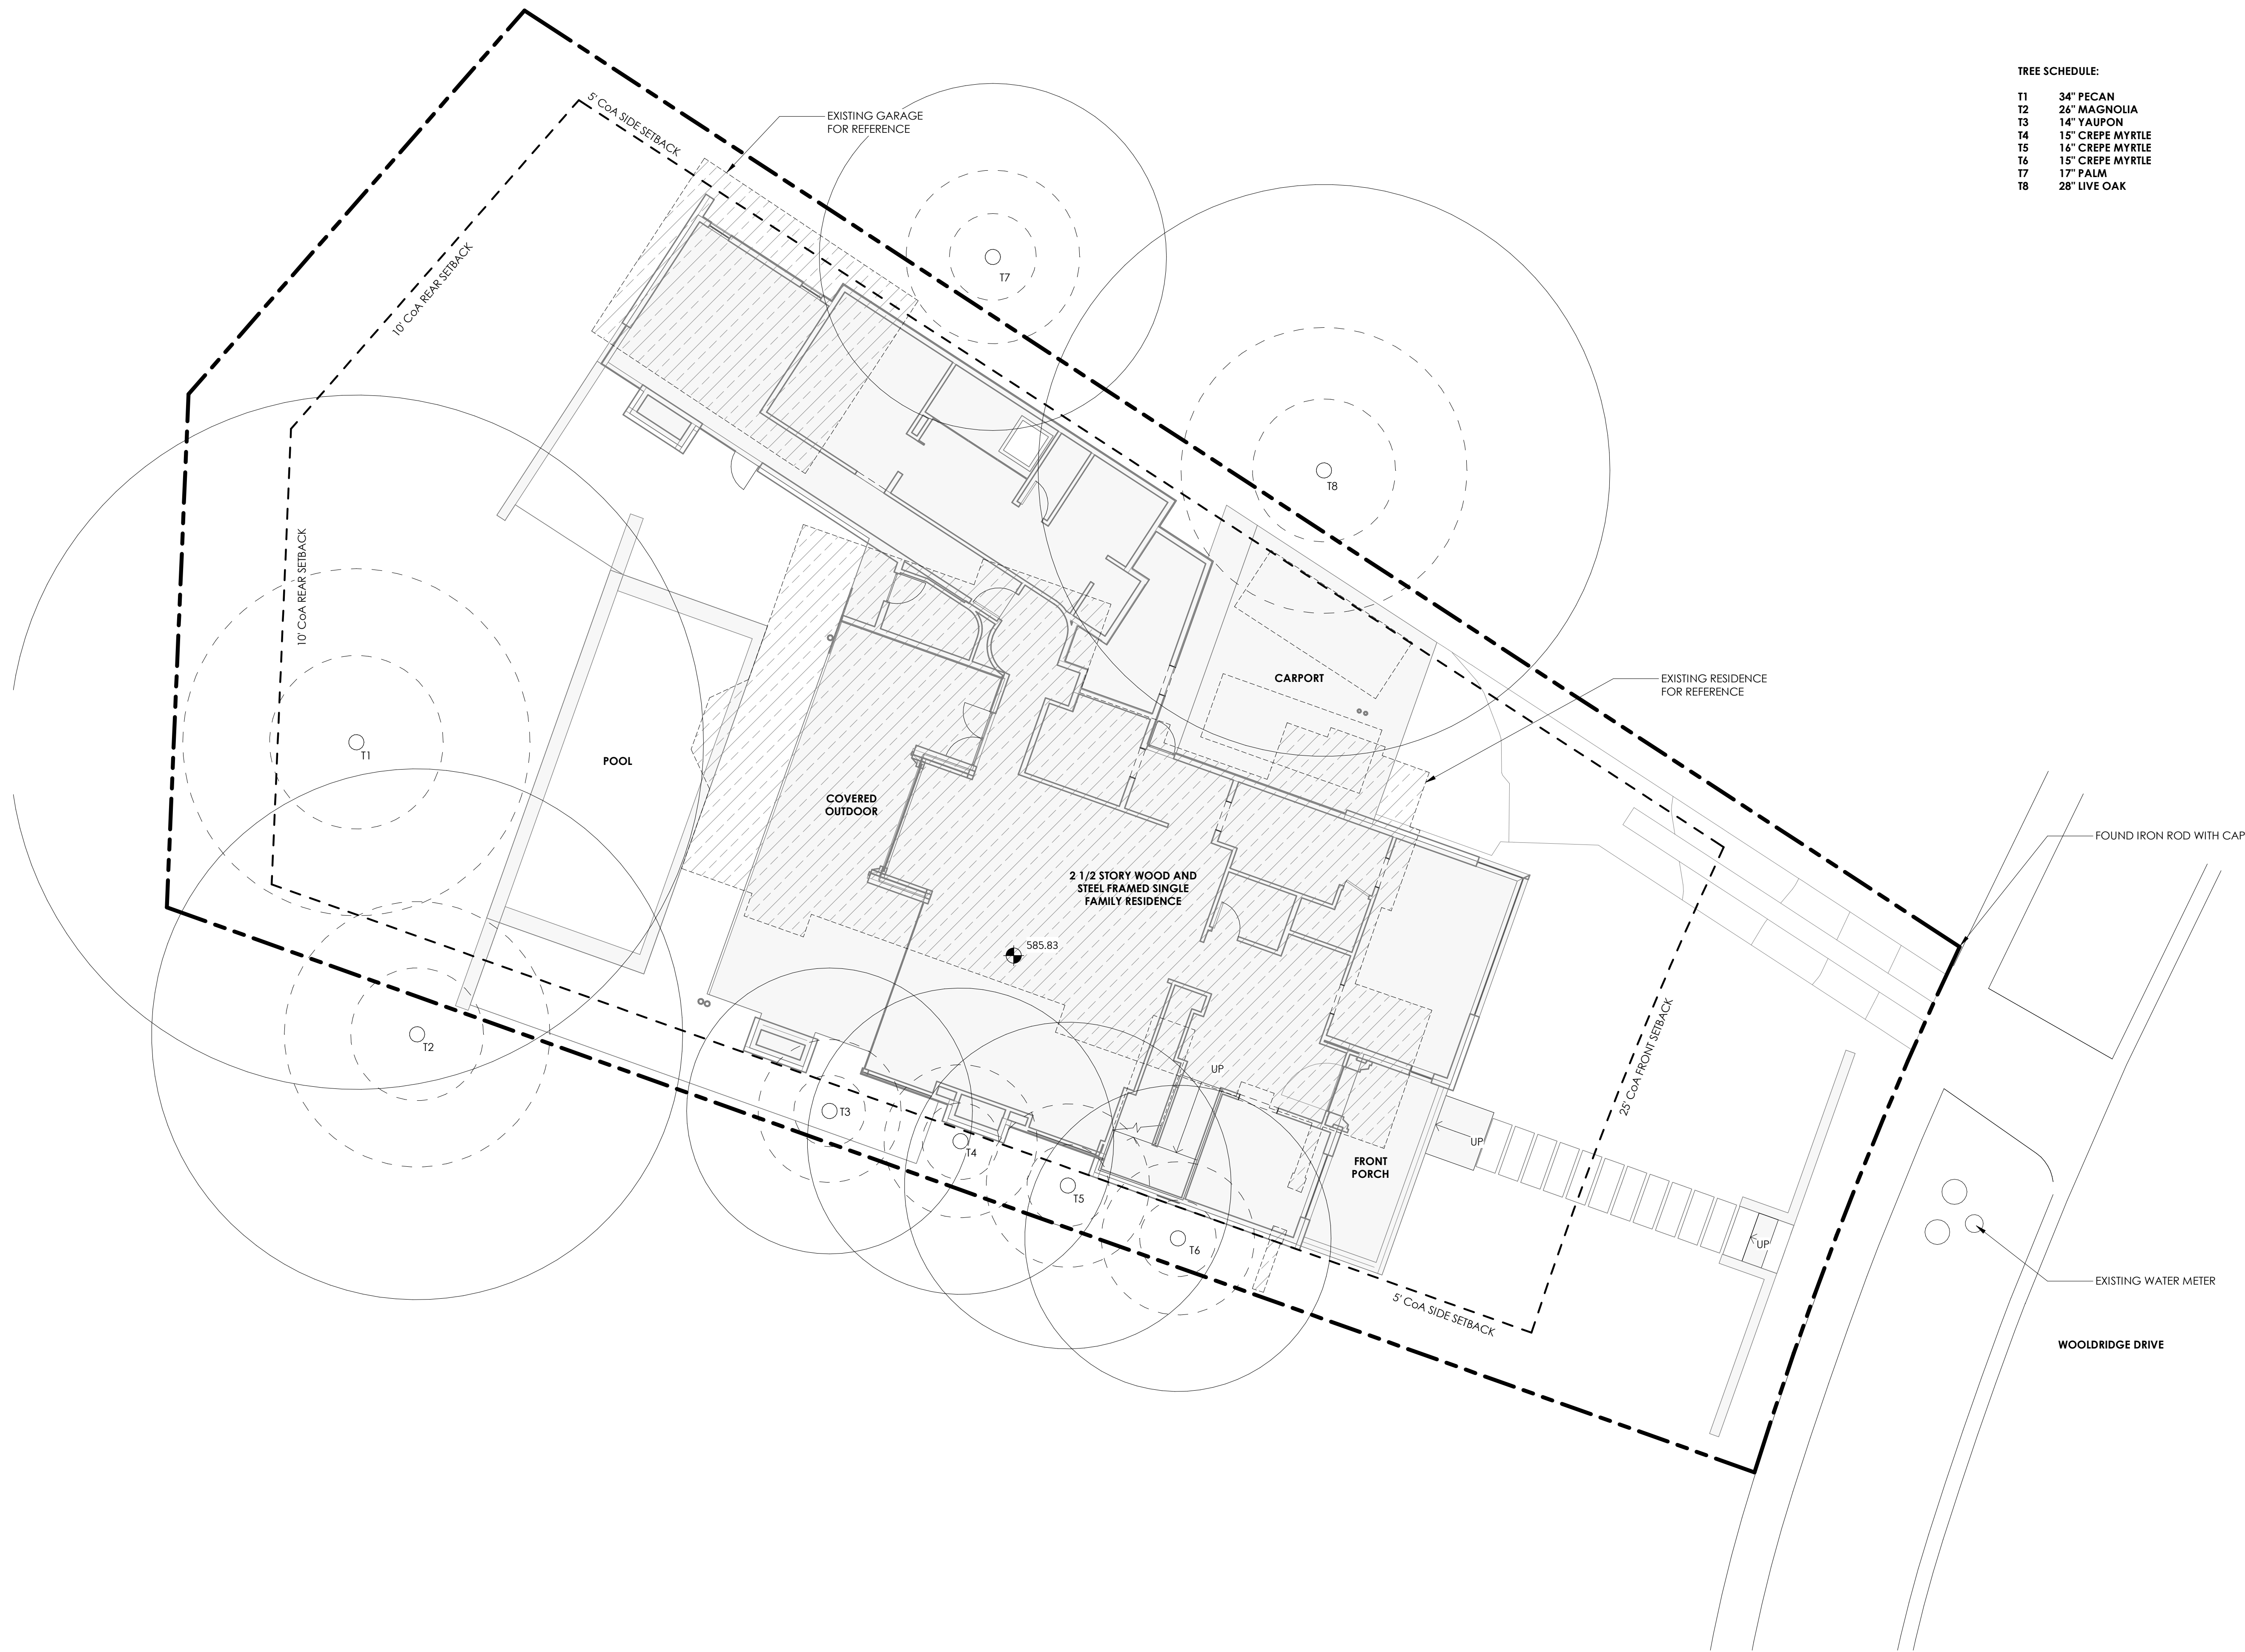 TREE SCHEDULE:
T1 34" PECAN
T2 26" MAGNOLIA
T3 14" YAUPON
T4 15" CREPE MYRTLE
T5 16" CREPE MYRTLE
T6 15" CREPE MYRTLE
T7 17" PALM
T8 28" LIVE OAK
5' CoA SIDE SETBACK
EXISTING GARAGE
FOR REFERENCE
10' CoA REAR SETBACK
T7
T8
10' CoA REAR SETBACK
CARPORT
EXISTING RESIDENCE
FOR REFERENCE
T1
POOL
COVERED
OUTDOOR
FOUND IRON ROD WITH CAP
2 1/2 STORY WOOD AND
STEEL FRAMED SINGLE
FAMILY RESIDENCE
585.83
T2
25' CoA FRONT SETBACK
UP
T3
T4
UP
FRONT
PORCH
T5
T6
UP
EXISTING WATER METER
5' CoA SIDE SETBACK
WOOLDRIDGE DRIVE